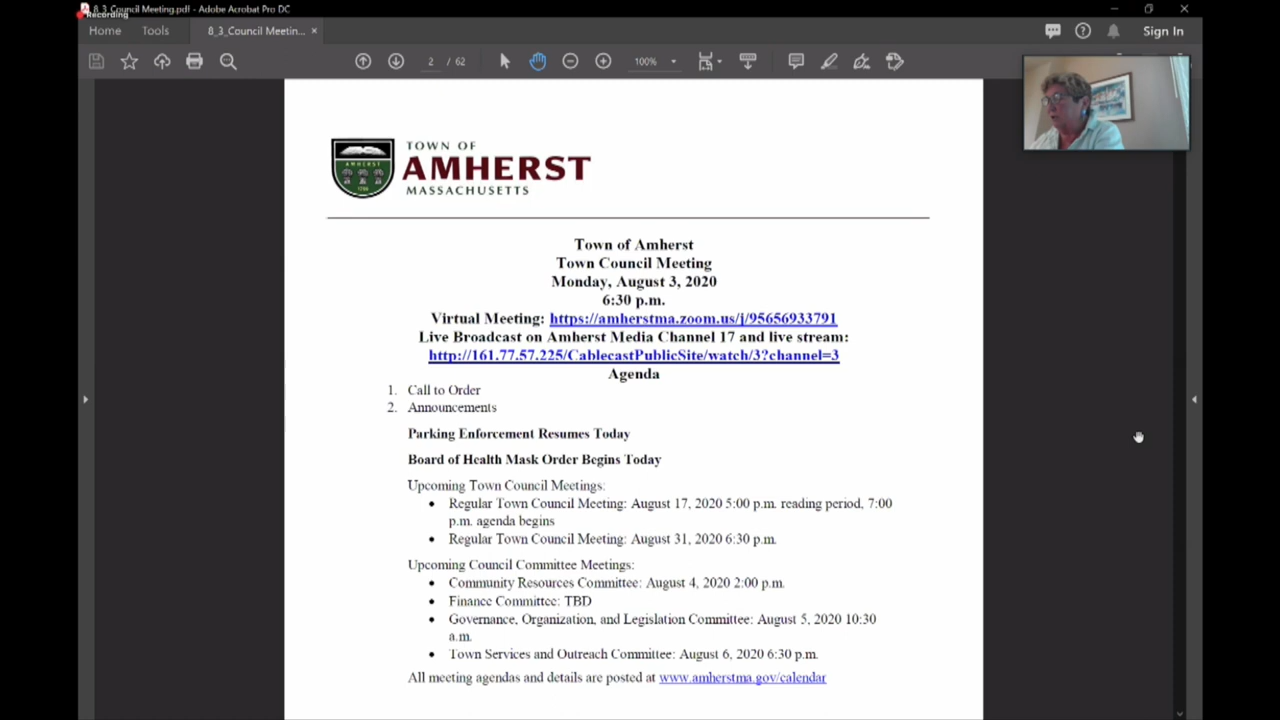 8_3_Council Meeting.pdf - Adobe Acrobat Pro DC
Recording
Home Tools 8_3_Council Meetin... × Sign In
2 / 62 100%
TOWN OF
AMHERST
MASSACHUSETTS
AMHERST
Town of Amherst
Town Council Meeting
Monday, August 3, 2020
6:30 p.m.
Virtual Meeting: https://amherstma.zoom.us/j/95656933791
Live Broadcast on Amherst Media Channel 17 and live stream:
http://161.77.57.225/CablecastPublicSite/watch/3?channel=3
Agenda
1. Call to Order
2. Announcements
Parking Enforcement Resumes Today
Board of Health Mask Order Begins Today
Upcoming Town Council Meetings:
• Regular Town Council Meeting: August 17, 2020 5:00 p.m. reading period, 7:00
p.m. agenda begins
• Regular Town Council Meeting: August 31, 2020 6:30 p.m.
Upcoming Council Committee Meetings:
• Community Resources Committee: August 4, 2020 2:00 p.m.
• Finance Committee: TBD
• Governance, Organization, and Legislation Committee: August 5, 2020 10:30
a.m.
• Town Services and Outreach Committee: August 6, 2020 6:30 p.m.
All meeting agendas and details are posted at www.amherstma.gov/calendar